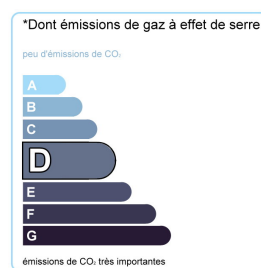 *Dont émissions de gaz à effet de serre
peu d'émissions de CO₂
A
B
C
D
E
F
G
émissions de CO₂ très importantes